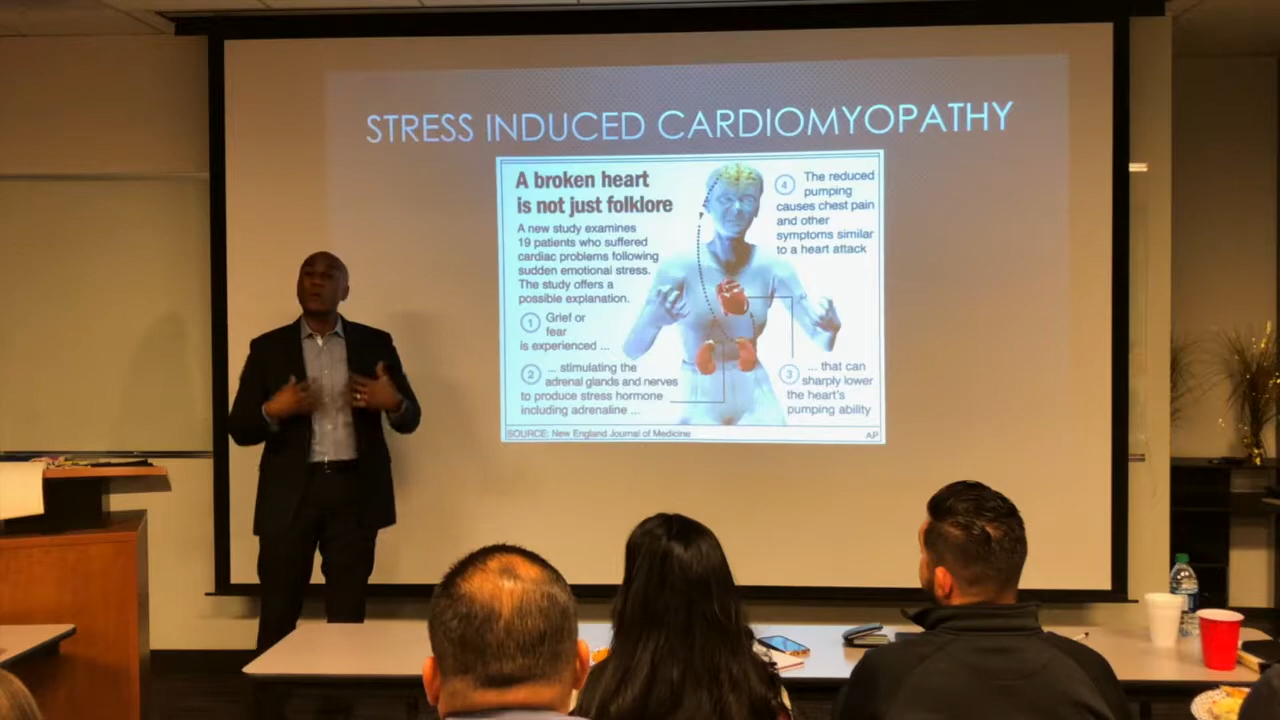 STRESS INDUCED CARDIOMYOPATHY
A broken heart
is not just folklore
A new study examines
19 patients who suffered
cardiac problems following
sudden emotional stress.
The study offers a
possible explanation.
1 Grief or
fear
is experienced ...
2 ... stimulating the
adrenal glands and nerves
to produce stress hormone
including adrenaline ...
3 ... that can
sharply lower
the heart's
pumping ability
4 The reduced
pumping
causes chest pain
and other
symptoms similar
to a heart attack
SOURCE: New England Journal of Medicine
AP